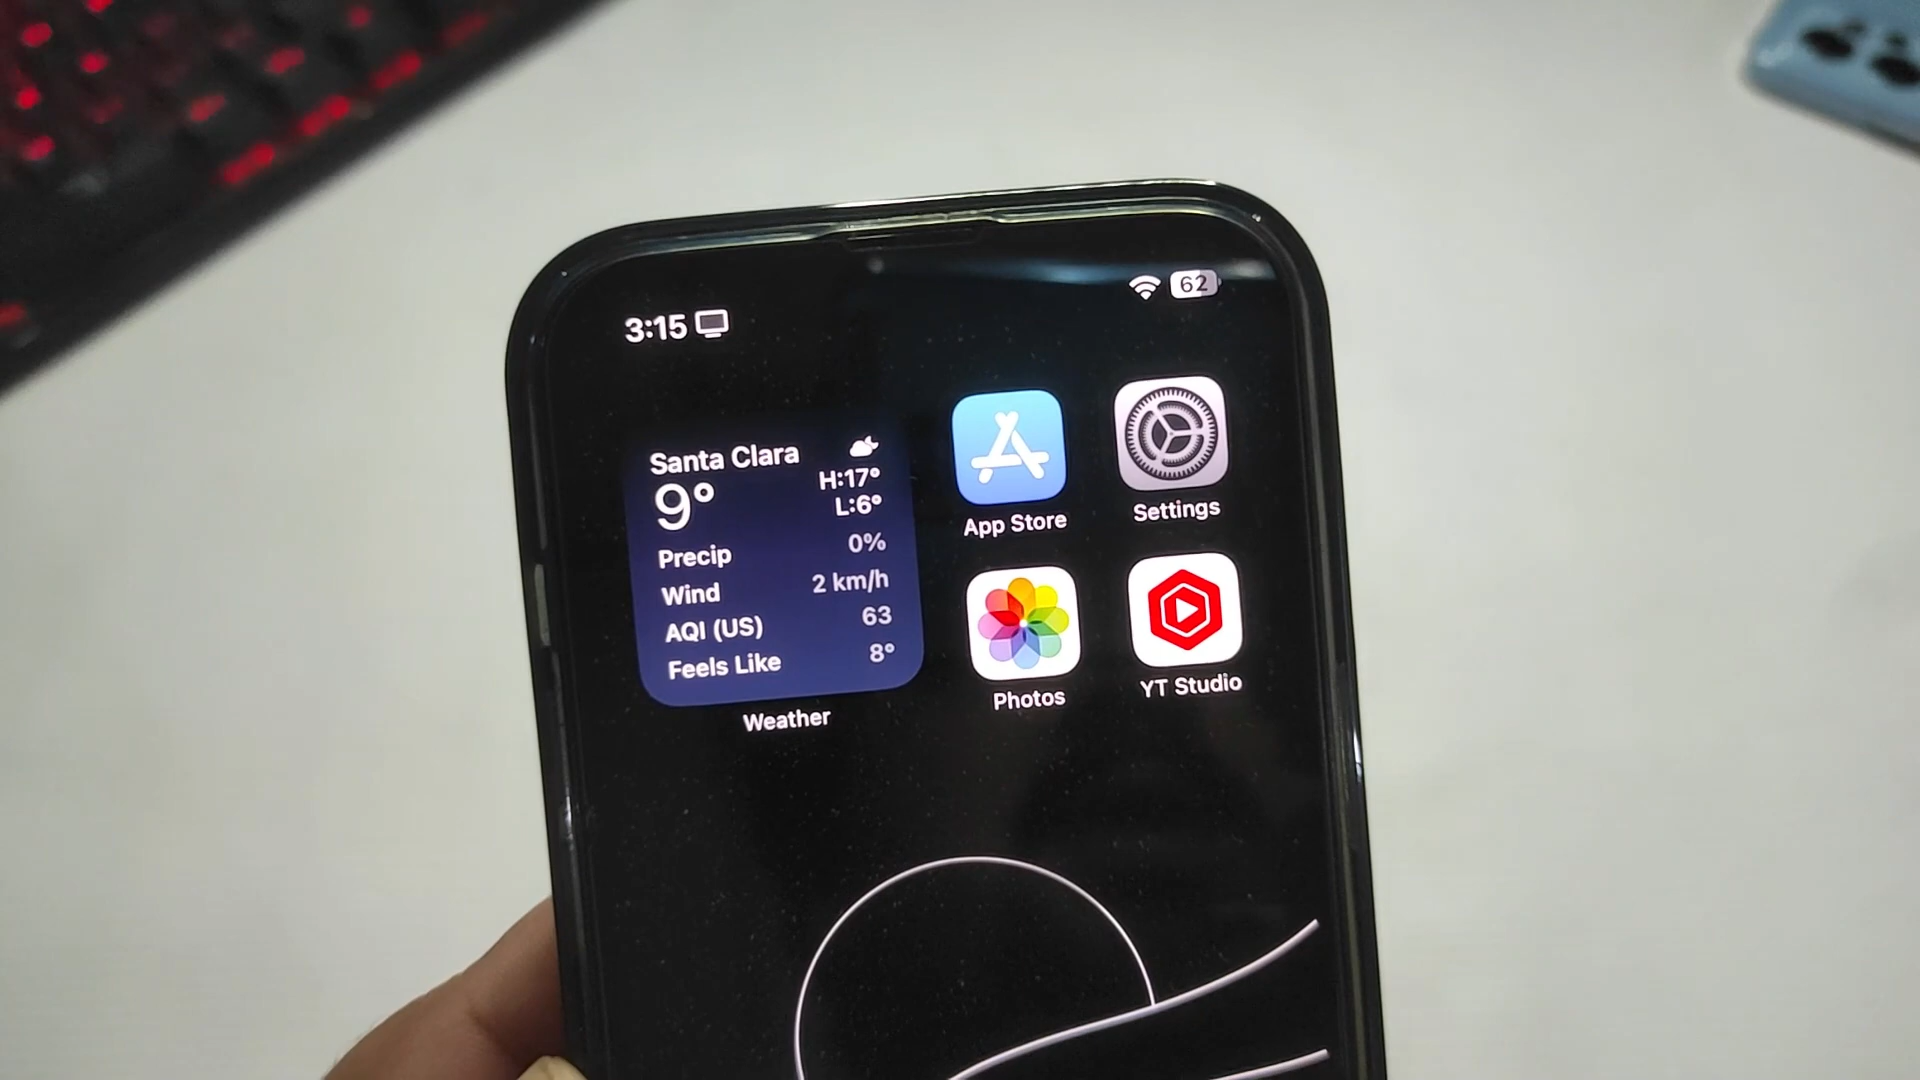 3:15
62
Santa Clara
9°
H:17°
L:6°
Precip 0%
Wind 2 km/h
AQI (US) 63
Feels Like 8°
Weather
App Store
Settings
Photos
YT Studio